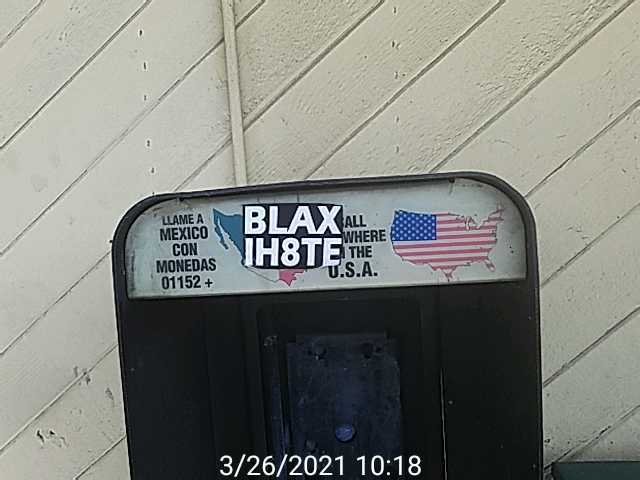 LLAME A
MEXICO
CON
MONEDAS
01152 +
BLAX
IH8TE
ALL
WHERE
THE
U.S.A.
3/26/2021 10:18